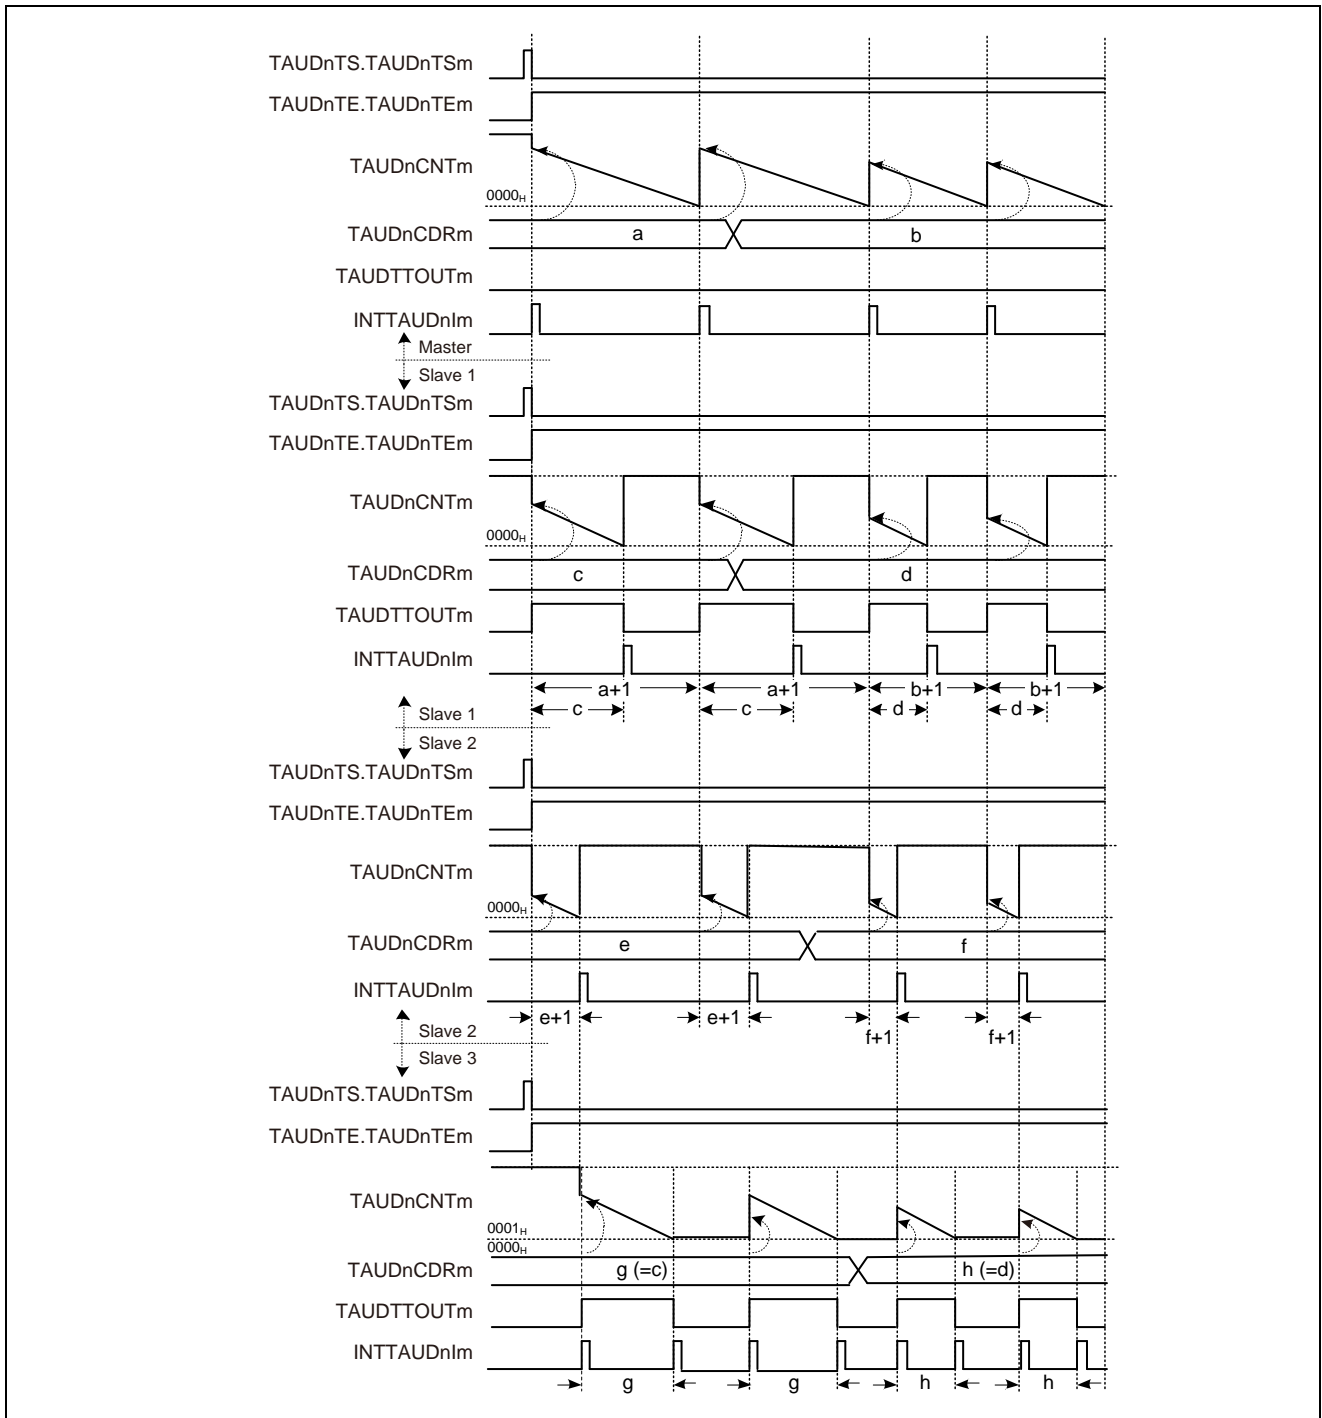 TAUDnTS.TAUDnTSm
TAUDnTE.TAUDnTEm
TAUDnCNTm
0000H
TAUDnCDRm
a
b
TAUDTTOUTm
INTTAUDnIm
Master
Slave 1
TAUDnTS.TAUDnTSm
TAUDnTE.TAUDnTEm
TAUDnCNTm
0000H
TAUDnCDRm
c
d
TAUDTTOUTm
INTTAUDnIm
a+1 a+1 b+1 b+1
c c d d
Slave 1
Slave 2
TAUDnTS.TAUDnTSm
TAUDnTE.TAUDnTEm
TAUDnCNTm
0000H
TAUDnCDRm
e
f
INTTAUDnIm
e+1 e+1 f+1 f+1
Slave 2
Slave 3
TAUDnTS.TAUDnTSm
TAUDnTE.TAUDnTEm
TAUDnCNTm
0001H
0000H
TAUDnCDRm
g (=c)
h (=d)
TAUDTTOUTm
INTTAUDnIm
g g h h